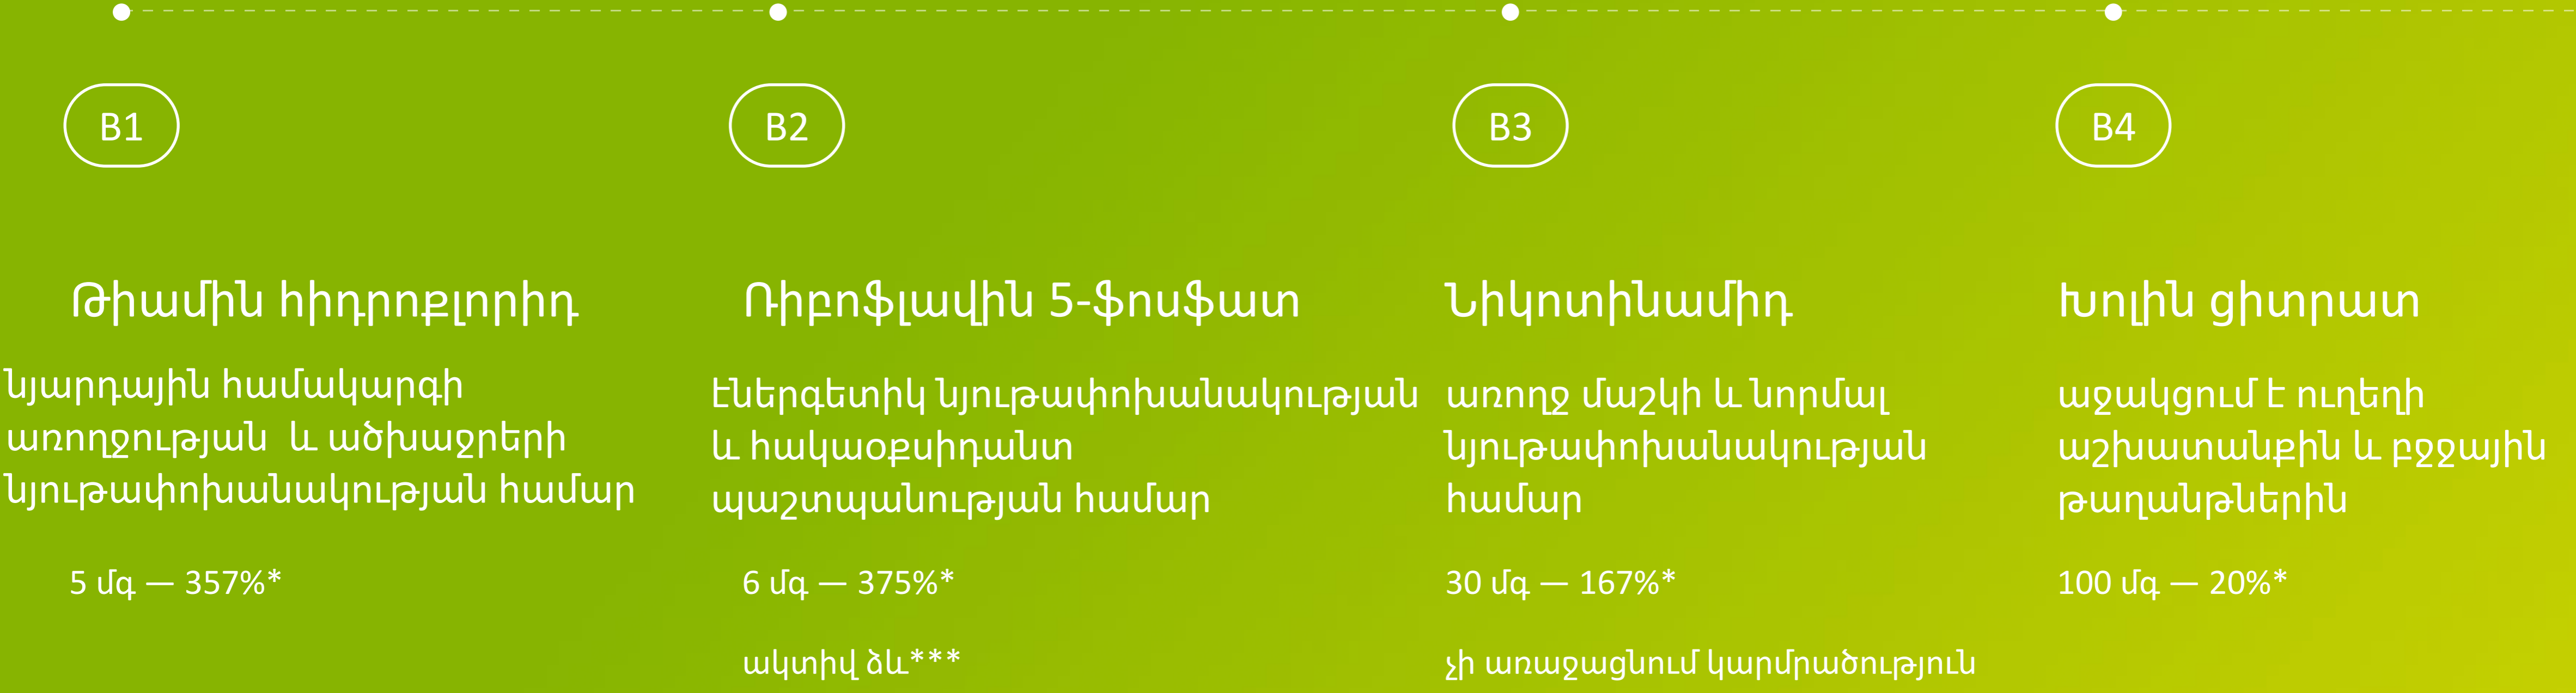 B1
Թիամին հիդրոքլորիդ
նյարդային համակարգի
առողջության և ածխաջրերի
նյութափոխանակության համար
5 մգ — 357%*
B2
Ռիբոֆլավին 5-ֆոսֆատ
էներգետիկ նյութափոխանակության
և հակաօքսիդանտ
պաշտպանության համար
6 մգ — 375%*
ակտիվ ձև***
B3
Նիկոտինամիդ
առողջ մաշկի և նորմալ
նյութափոխանակության
համար
30 մգ — 167%*
չի առաջացնում կարմրածություն
B4
Խոլին ցիտրատ
աջակցում է ուղեղի
աշխատանքին և բջջային
թաղանթներին
100 մգ — 20%*